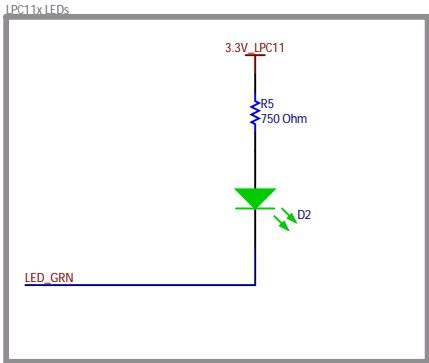 LPC11x LEDs
3.3V_LPC11
R5
750 Ohm
D2
LED_GRN